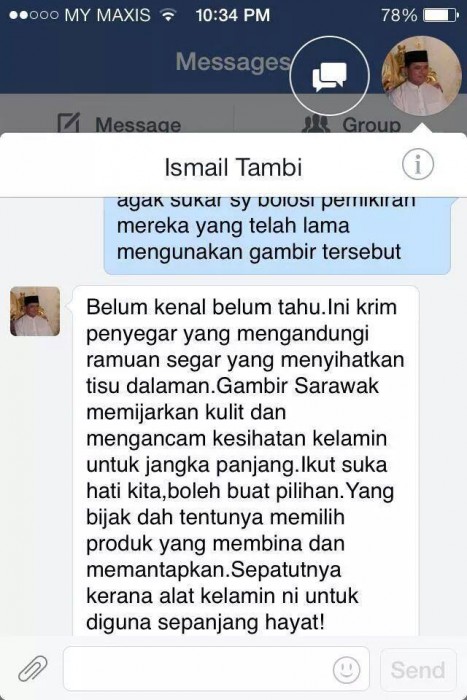 MY MAXIS 10:34 PM 78%
Messages
Message Group
Ismail Tambi
agak sukar sy bolosi pemikiran
mereka yang telah lama
mengunakan gambir tersebut
Belum kenal belum tahu.Ini krim
penyegar yang mengandungi
ramuan segar yang menyihatkan
tisu dalaman.Gambir Sarawak
memijarkan kulit dan
mengancam kesihatan kelamin
untuk jangka panjang.Ikut suka
hati kita,boleh buat pilihan.Yang
bijak dah tentunya memilih
produk yang membina dan
memantapkan.Sepatutnya
kerana alat kelamin ni untuk
diguna sepanjang hayat!
Send